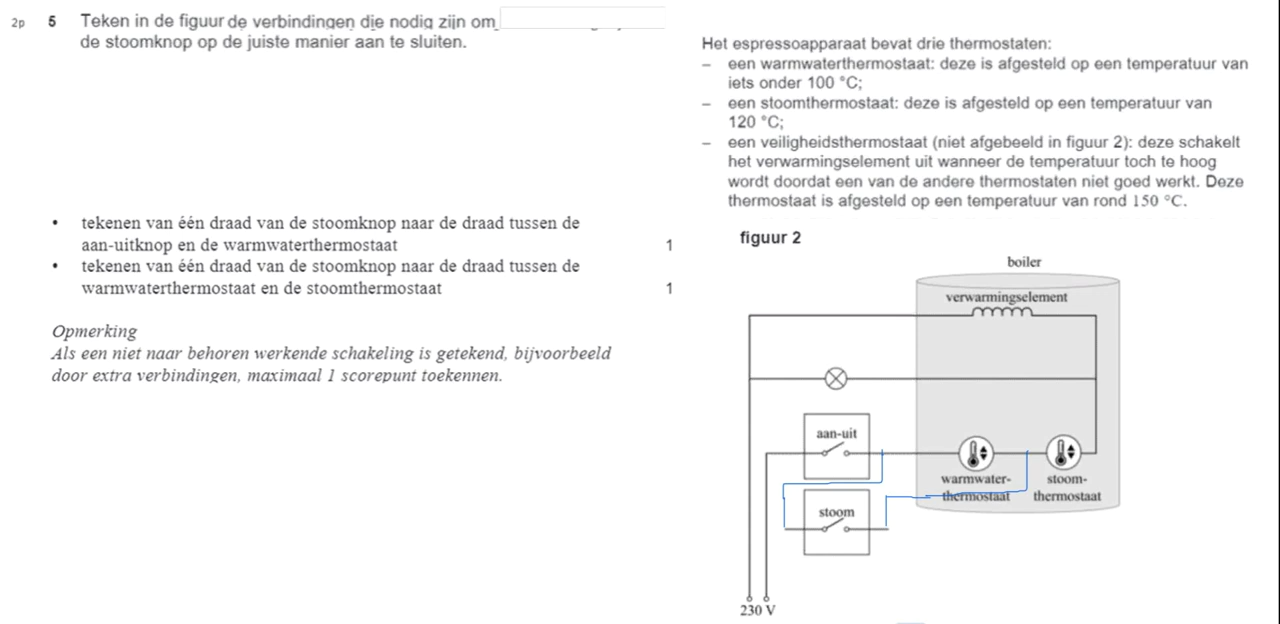 2p 5 Teken in de figuur de verbindingen die nodig zijn om
de stoomknop op de juiste manier aan te sluiten.
• tekenen van één draad van de stoomknop naar de draad tussen de
aan-uitknop en de warmwaterthermostaat 1
• tekenen van één draad van de stoomknop naar de draad tussen de
warmwaterthermostaat en de stoomthermostaat 1
Opmerking
Als een niet naar behoren werkende schakeling is getekend, bijvoorbeeld
door extra verbindingen, maximaal 1 scorepunt toekennen.
Het espressoapparaat bevat drie thermostaten:
– een warmwaterthermostaat: deze is afgesteld op een temperatuur van
iets onder 100 °C;
– een stoomthermostaat: deze is afgesteld op een temperatuur van
120 °C;
– een veiligheidsthermostaat (niet afgebeeld in figuur 2): deze schakelt
het verwarmingselement uit wanneer de temperatuur toch te hoog
wordt doordat een van de andere thermostaten niet goed werkt. Deze
thermostaat is afgesteld op een temperatuur van rond 150 °C.
figuur 2
boiler
verwarmingselement
aan-uit
warmwater-
thermostaat
stoom-
thermostaat
stoom
230 V